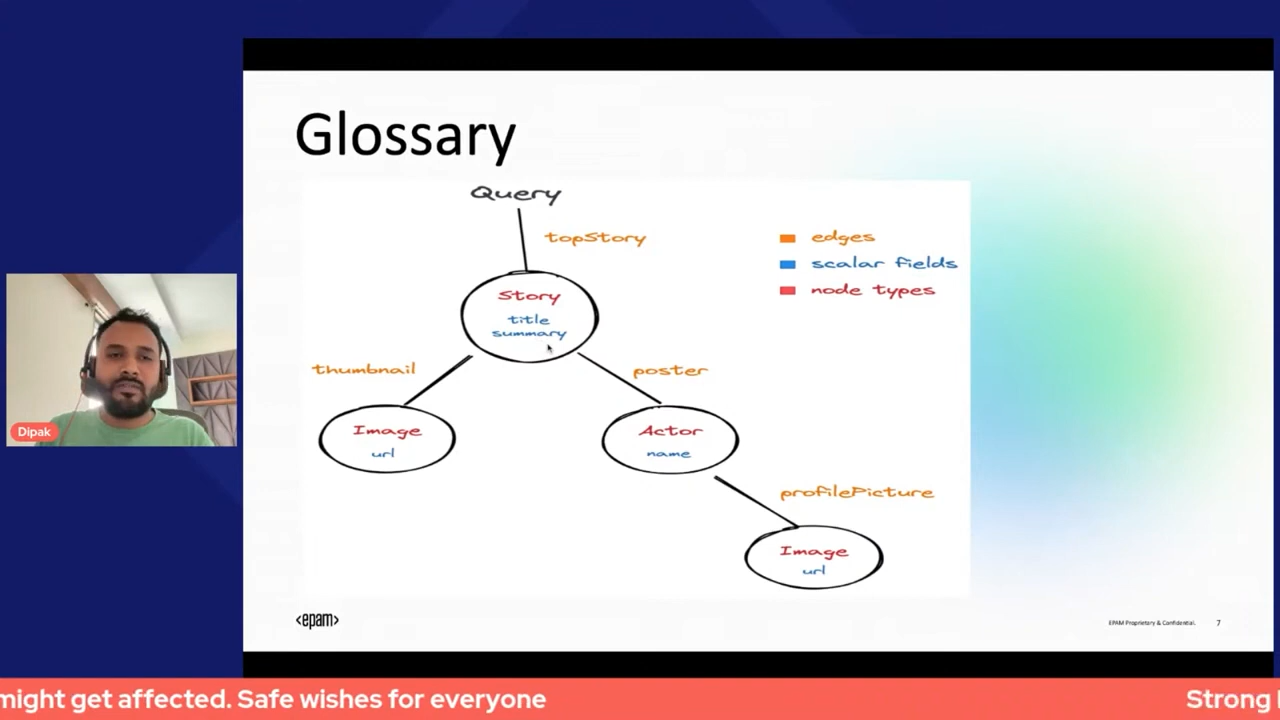 Glossary
Query
topStory
edges
scalar fields
node types
Story
title
summary
thumbnail
poster
Image
url
Actor
name
profilePicture
Image
url
Dipak
<epam>
EPAM Proprietary & Confidential.
7
might get affected. Safe wishes for everyone
Strong